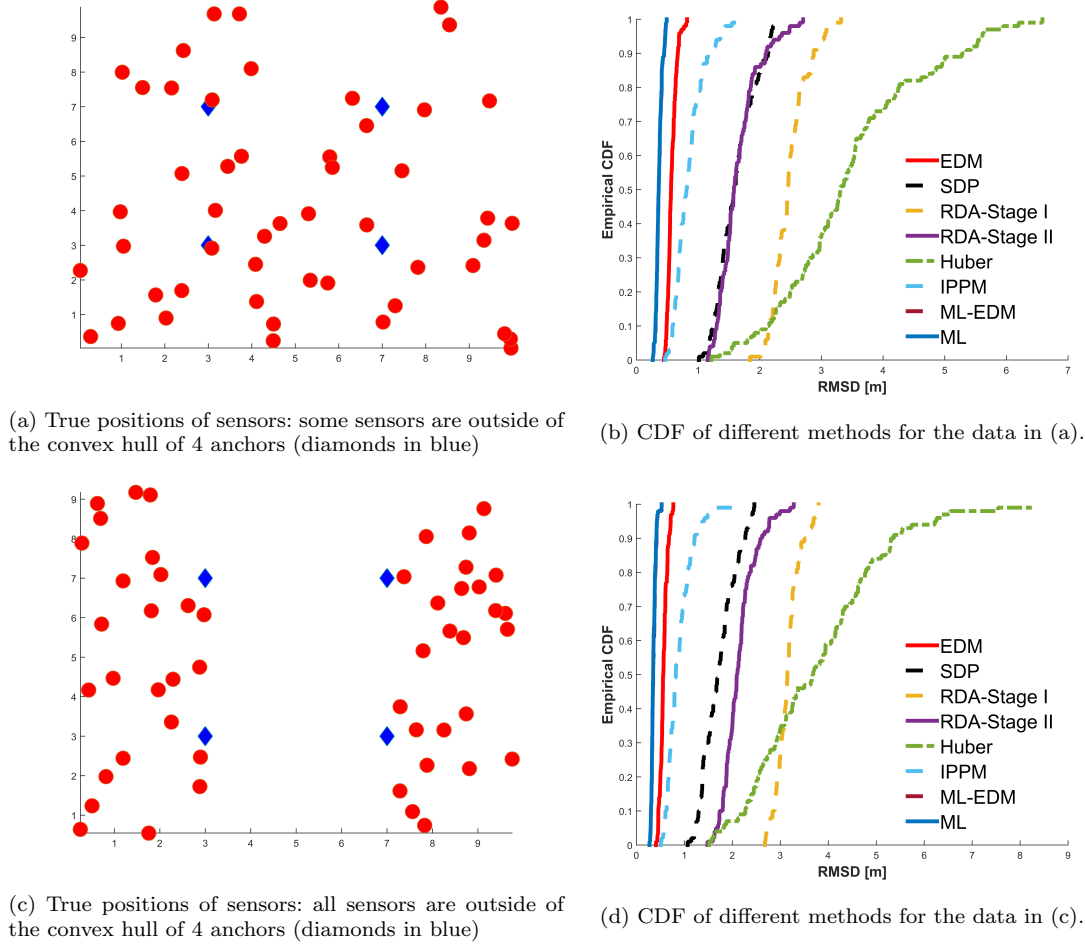 9
8
7
6
5
4
3
2
1
1 2 3 4 5 6 7 8 9
(a) True positions of sensors: some sensors are outside of
the convex hull of 4 anchors (diamonds in blue)
Empirical CDF
1
0.9
0.8
0.7
0.6
0.5
0.4
0.3
0.2
0.1
0
0 1 2 3 4 5 6 7
RMSD [m]
EDM
SDP
RDA-Stage I
RDA-Stage II
Huber
IPPM
ML-EDM
ML
(b) CDF of different methods for the data in (a).
9
8
7
6
5
4
3
2
1
1 2 3 4 5 6 7 8 9
(c) True positions of sensors: all sensors are outside of
the convex hull of 4 anchors (diamonds in blue)
Empirical CDF
1
0.9
0.8
0.7
0.6
0.5
0.4
0.3
0.2
0.1
0
0 1 2 3 4 5 6 7 8 9
RMSD [m]
EDM
SDP
RDA-Stage I
RDA-Stage II
Huber
IPPM
ML-EDM
ML
(d) CDF of different methods for the data in (c).